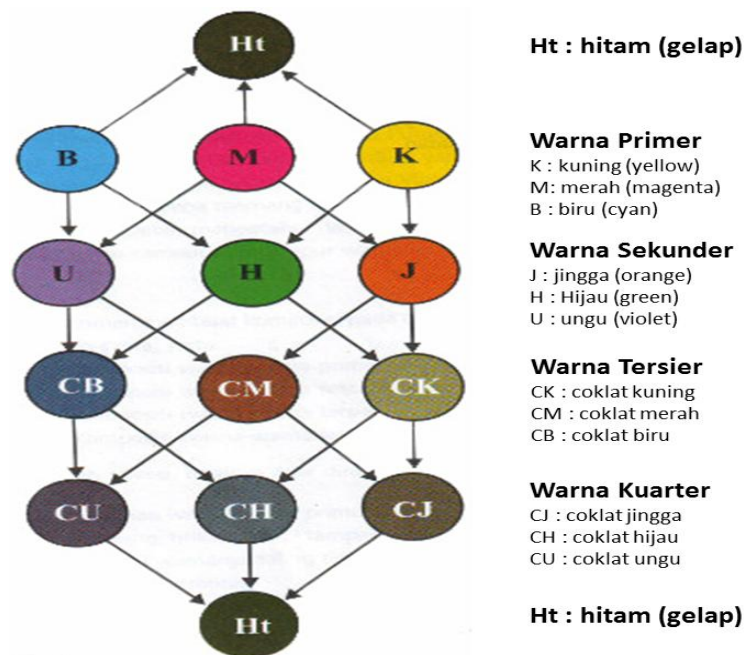 Ht
Ht : hitam (gelap)
B M K
Warna Primer
K : kuning (yellow)
M: merah (magenta)
B : biru (cyan)
U H J
Warna Sekunder
J : jingga (orange)
H : Hijau (green)
U : ungu (violet)
CB CM CK
Warna Tersier
CK : coklat kuning
CM : coklat merah
CB : coklat biru
CU CH CJ
Warna Kuarter
CJ : coklat jingga
CH : coklat hijau
CU : coklat ungu
Ht
Ht : hitam (gelap)